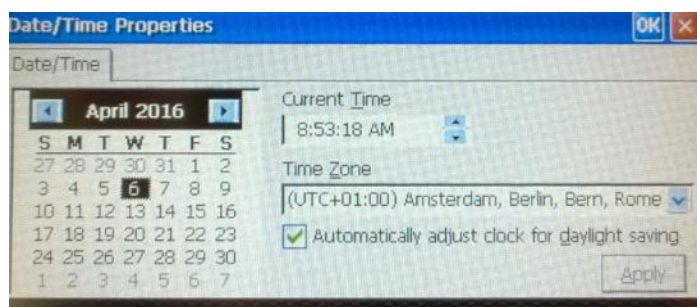 Date/Time Properties OK ×
Date/Time
April 2016
S M T W T F S
27 28 29 30 31 1 2
3 4 5 6 7 8 9
10 11 12 13 14 15 16
17 18 19 20 21 22 23
24 25 26 27 28 29 30
1 2 3 4 5 6 7
Current Time
8:53:18 AM
Time Zone
(UTC+01:00) Amsterdam, Berlin, Bern, Rome
Automatically adjust clock for daylight saving
Apply